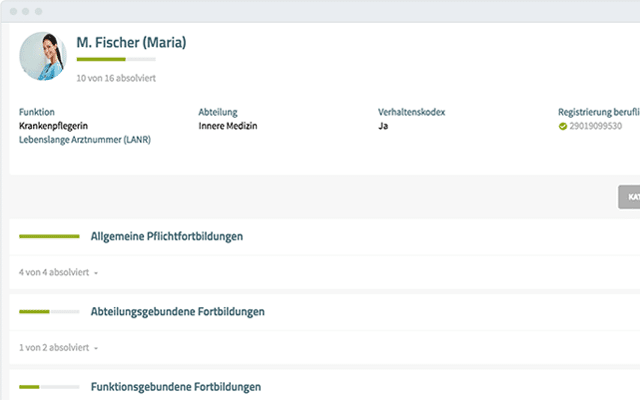 M. Fischer (Maria)
10 von 16 absolviert
Funktion
Krankenpflegerin
Lebenslange Arztnummer (LANR)
Abteilung
Innere Medizin
Verhaltenskodex
Ja
Registrierung berufli
29019099530
KAT
Allgemeine Pflichtfortbildungen
4 von 4 absolviert
Abteilungsgebundene Fortbildungen
1 von 2 absolviert
Funktionsgebundene Fortbildungen